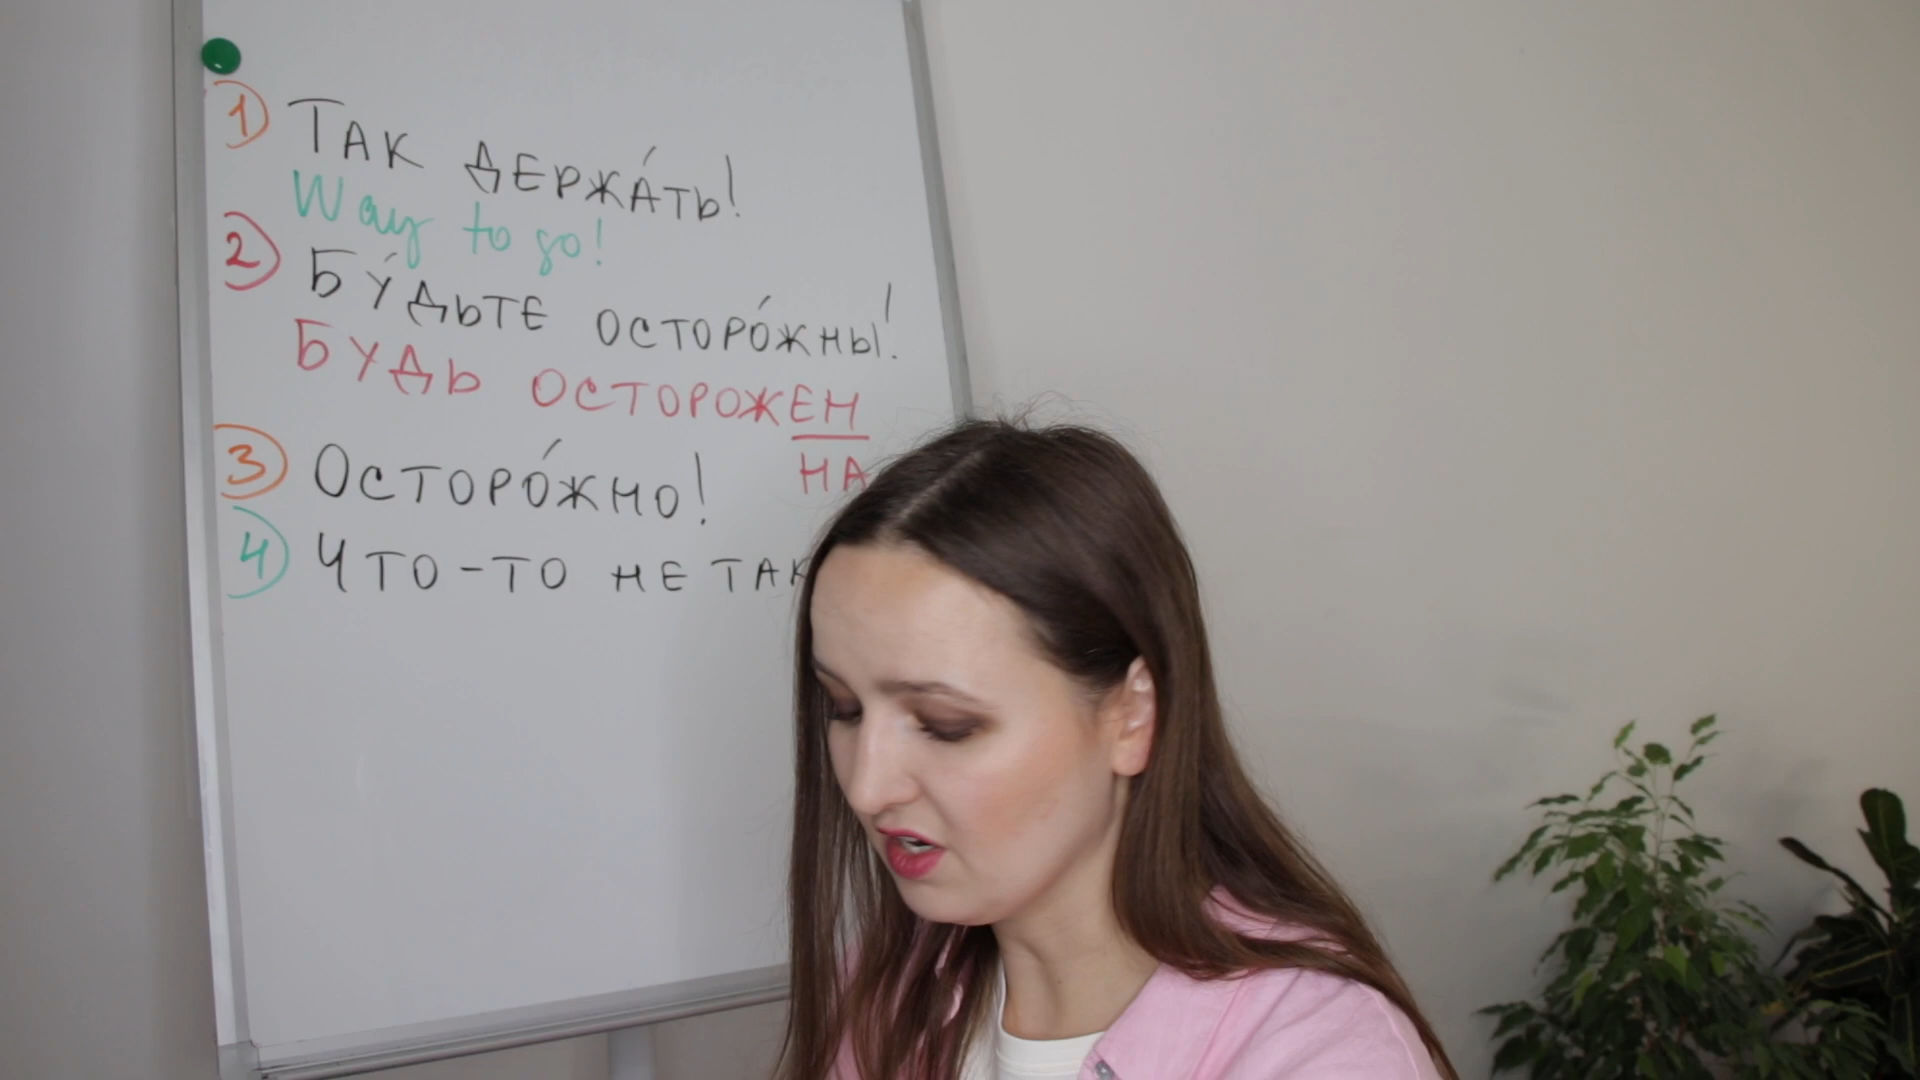 1 ТАК ДЕРЖА́ТЬ!
Way to go!
2 БУ́ДЬТЕ ОСТОРО́ЖНЫ!
БУДЬ ОСТОРОЖЕН
НА
3 ОСТОРО́ЖНО!
4 ЧТО-ТО НЕ ТАК